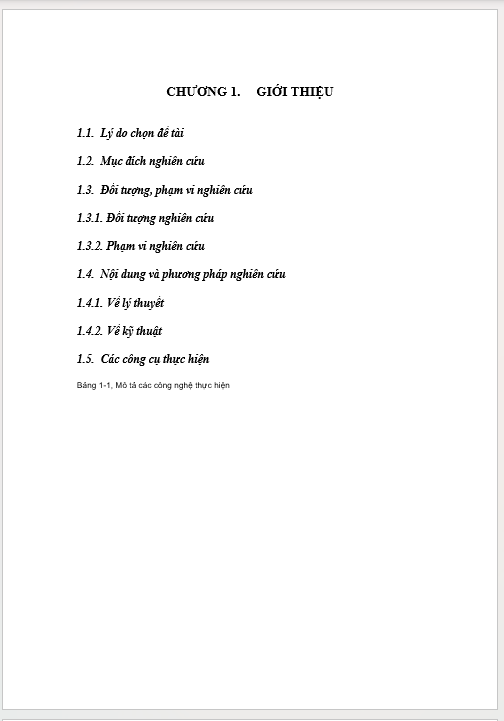 CHƯƠNG 1. GIỚI THIỆU
1.1. Lý do chọn đề tài
1.2. Mục đích nghiên cứu
1.3. Đối tượng, phạm vi nghiên cứu
1.3.1. Đối tượng nghiên cứu
1.3.2. Phạm vi nghiên cứu
1.4. Nội dung và phương pháp nghiên cứu
1.4.1. Về lý thuyết
1.4.2. Về kỹ thuật
1.5. Các công cụ thực hiện
Bảng 1-1, Mô tả các công nghệ thực hiện